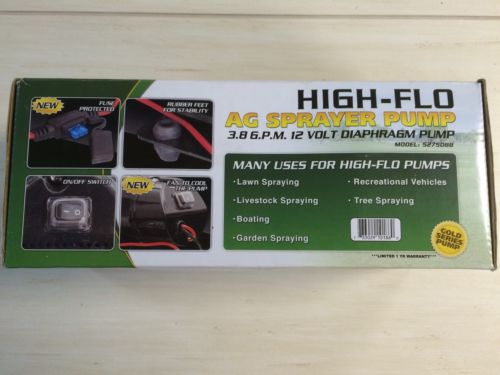 NEW
FUSE
PROTECTED
RUBBER FEET
FOR STABILITY
ON/OFF SWITCH
NEW
FAN TO COOL
THE PUMP
HIGH-FLO
AG SPRAYER PUMP
3.8 G.P.M. 12 VOLT DIAPHRAGM PUMP
MODEL: 5275088
MANY USES FOR HIGH-FLO PUMPS
• Lawn Spraying
• Livestock Spraying
• Boating
• Garden Spraying
• Recreational Vehicles
• Tree Spraying
GOLD
SERIES
PUMP
***LIMITED 1 YR WARRANTY***